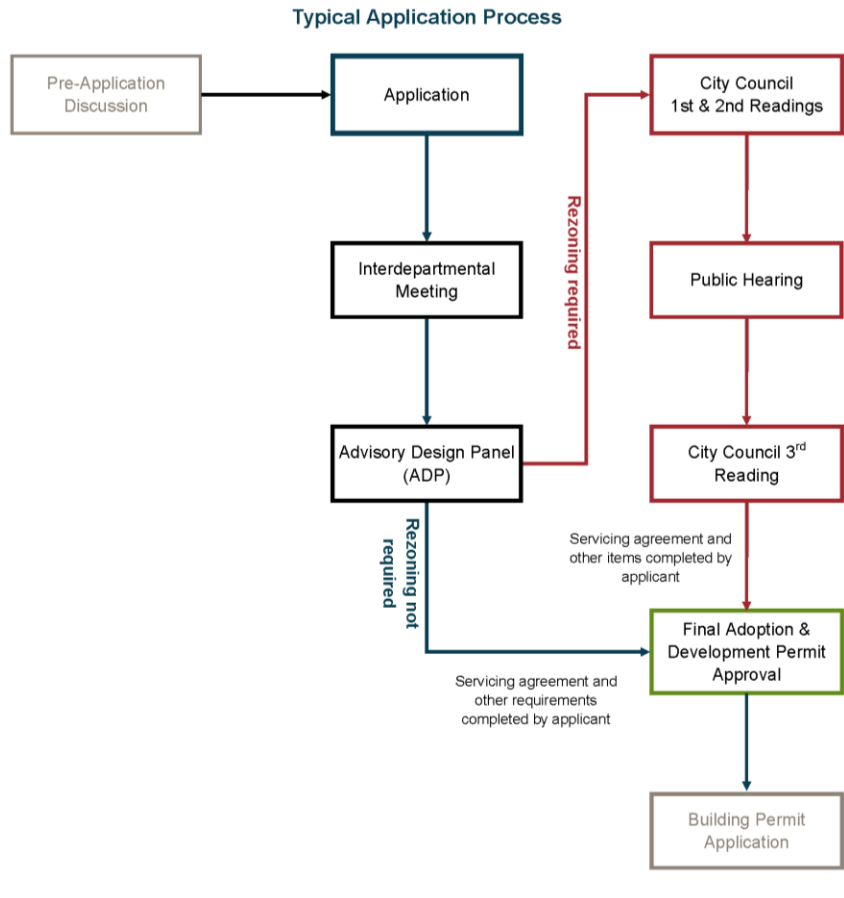 Typical Application Process
Pre-Application
Discussion
Application
City Council
1st & 2nd Readings
Rezoning required
Interdepartmental
Meeting
Public Hearing
Advisory Design Panel
(ADP)
City Council 3rd
Reading
Rezoning not
required
Servicing agreement and
other items completed by
applicant
Final Adoption &
Development Permit
Approval
Servicing agreement and
other requirements
completed by applicant
Building Permit
Application